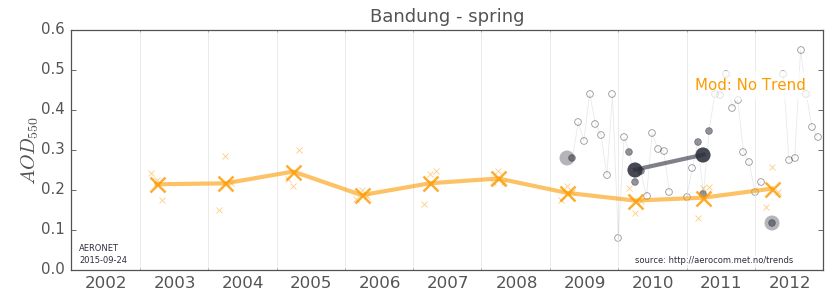 Bandung - spring
0.6
0.5
0.4
0.3
0.2
0.1
0.0
AOD550
Mod: No Trend
AERONET
2015-09-24
source: http://aerocom.met.no/trends
2002 2003 2004 2005 2006 2007 2008 2009 2010 2011 2012